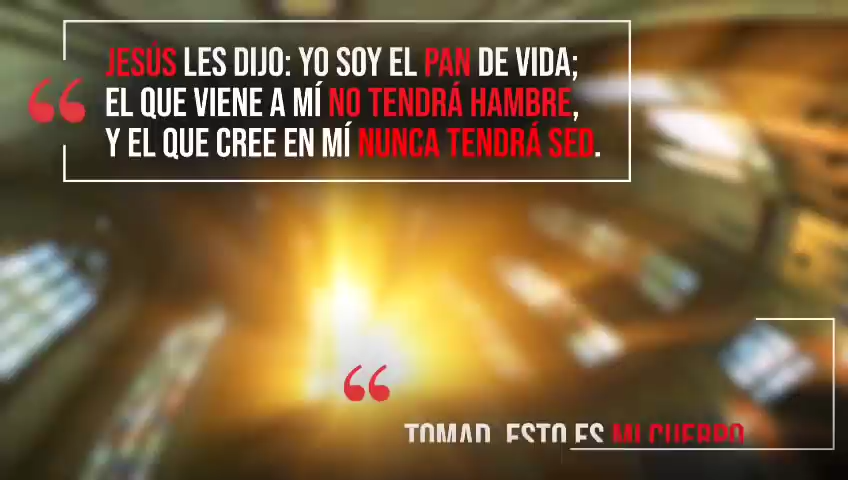 JESÚS LES DIJO: YO SOY EL PAN DE VIDA;
EL QUE VIENE A MÍ NO TENDRÁ HAMBRE,
Y EL QUE CREE EN MÍ NUNCA TENDRÁ SED.
TOMAD, ESTO ES MI CUERPO